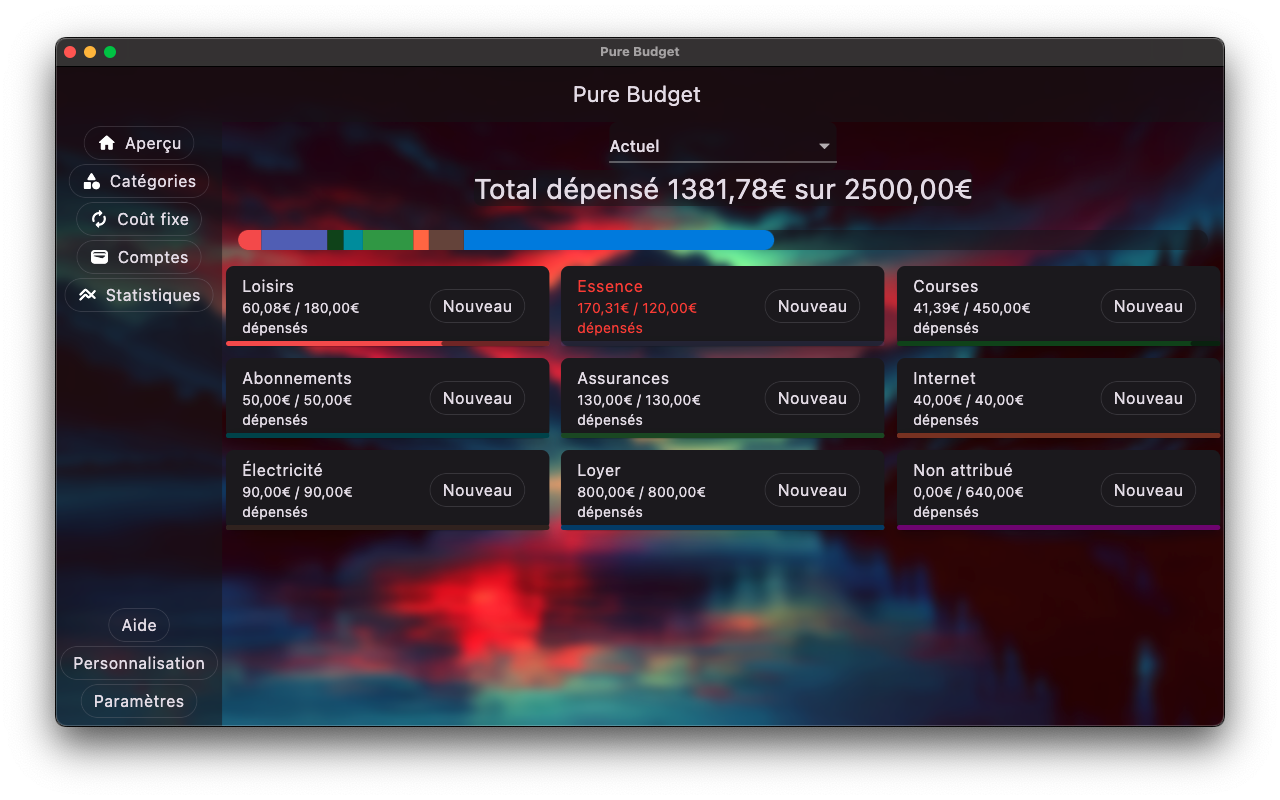 Pure Budget
Pure Budget
Aperçu
Catégories
Coût fixe
Comptes
Statistiques
Aide
Personnalisation
Paramètres
Actuel
Total dépensé 1381,78€ sur 2500,00€
Loisirs
60,08€ / 180,00€
dépensés
Nouveau
Essence
170,31€ / 120,00€
dépensés
Nouveau
Courses
41,39€ / 450,00€
dépensés
Nouveau
Abonnements
50,00€ / 50,00€
dépensés
Nouveau
Assurances
130,00€ / 130,00€
dépensés
Nouveau
Internet
40,00€ / 40,00€
dépensés
Nouveau
Électricité
90,00€ / 90,00€
dépensés
Nouveau
Loyer
800,00€ / 800,00€
dépensés
Nouveau
Non attribué
0,00€ / 640,00€
dépensés
Nouveau